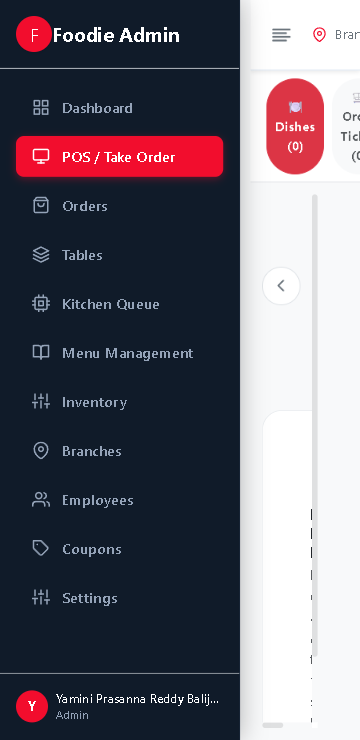 F Foodie Admin
Dashboard
POS / Take Order
Orders
Tables
Kitchen Queue
Menu Management
Inventory
Branches
Employees
Coupons
Settings
Y Yamini Prasanna Reddy Balij...
Admin
Dishes
(0)